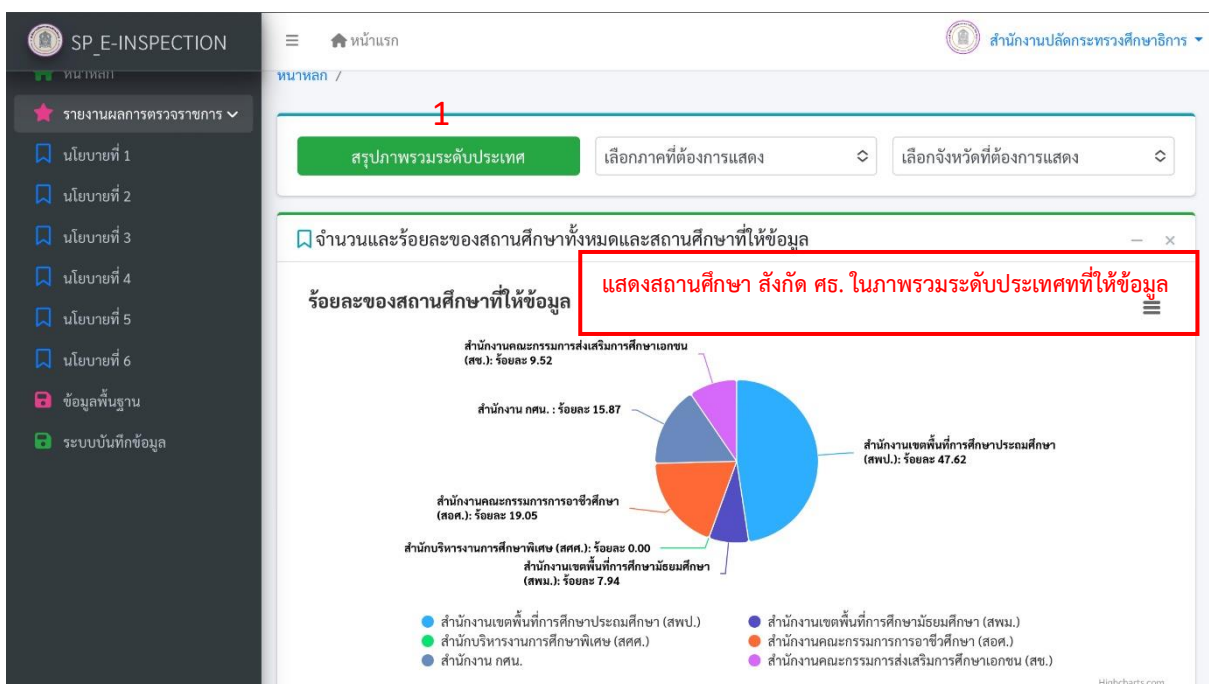 SP_E-INSPECTION
หน้าแรก
สำนักงานปลัดกระทรวงศึกษาธิการ
หน้าหลัก
หน้าหลัก /
รายงานผลการตรวจราชการ
1
นโยบายที่ 1
สรุปภาพรวมระดับประเทศ
เลือกภาคที่ต้องการแสดง
เลือกจังหวัดที่ต้องการแสดง
นโยบายที่ 2
นโยบายที่ 3
นโยบายที่ 4
นโยบายที่ 5
นโยบายที่ 6
ข้อมูลพื้นฐาน
ระบบบันทึกข้อมูล
จำนวนและร้อยละของสถานศึกษาทั้งหมดและสถานศึกษาที่ให้ข้อมูล
แสดงสถานศึกษา สังกัด ศธ. ในภาพรวมระดับประเทศทที่ให้ข้อมูล
ร้อยละของสถานศึกษาที่ให้ข้อมูล
สำนักงานคณะกรรมการส่งเสริมการศึกษาเอกชน
(สช.): ร้อยละ 9.52
สำนักงาน กศน. : ร้อยละ 15.87
สำนักงานเขตพื้นที่การศึกษาประถมศึกษา
(สพป.): ร้อยละ 47.62
สำนักงานคณะกรรมการการอาชีวศึกษา
(สอศ.): ร้อยละ 19.05
สำนักบริหารงานการศึกษาพิเศษ (สศศ.): ร้อยละ 0.00
สำนักงานเขตพื้นที่การศึกษามัธยมศึกษา
(สพม.): ร้อยละ 7.94
สำนักงานเขตพื้นที่การศึกษาประถมศึกษา (สพป.)
สำนักงานเขตพื้นที่การศึกษามัธยมศึกษา (สพม.)
สำนักบริหารงานการศึกษาพิเศษ (สศศ.)
สำนักงานคณะกรรมการการอาชีวศึกษา (สอศ.)
สำนักงาน กศน.
สำนักงานคณะกรรมการส่งเสริมการศึกษาเอกชน (สช.)
Highcharts.com